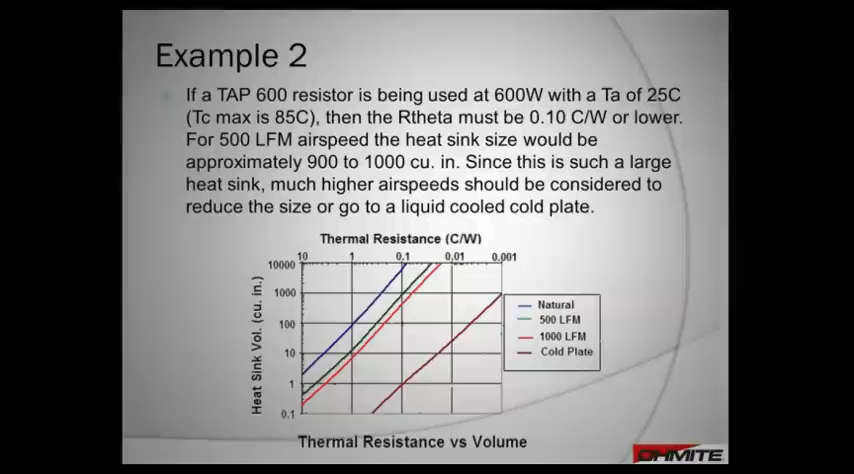 Example 2
If a TAP 600 resistor is being used at 600W with a Ta of 25C
(Tc max is 85C), then the Rtheta must be 0.10 C/W or lower.
For 500 LFM airspeed the heat sink size would be
approximately 900 to 1000 cu. in. Since this is such a large
heat sink, much higher airspeeds should be considered to
reduce the size or go to a liquid cooled cold plate.
Thermal Resistance (C/W)
10 1 0.1 0.01 0.001
10000
1000
100
10
1
0.1
Heat Sink Vol. (cu. in.)
Natural
500 LFM
1000 LFM
Cold Plate
Thermal Resistance vs Volume
OHMITE